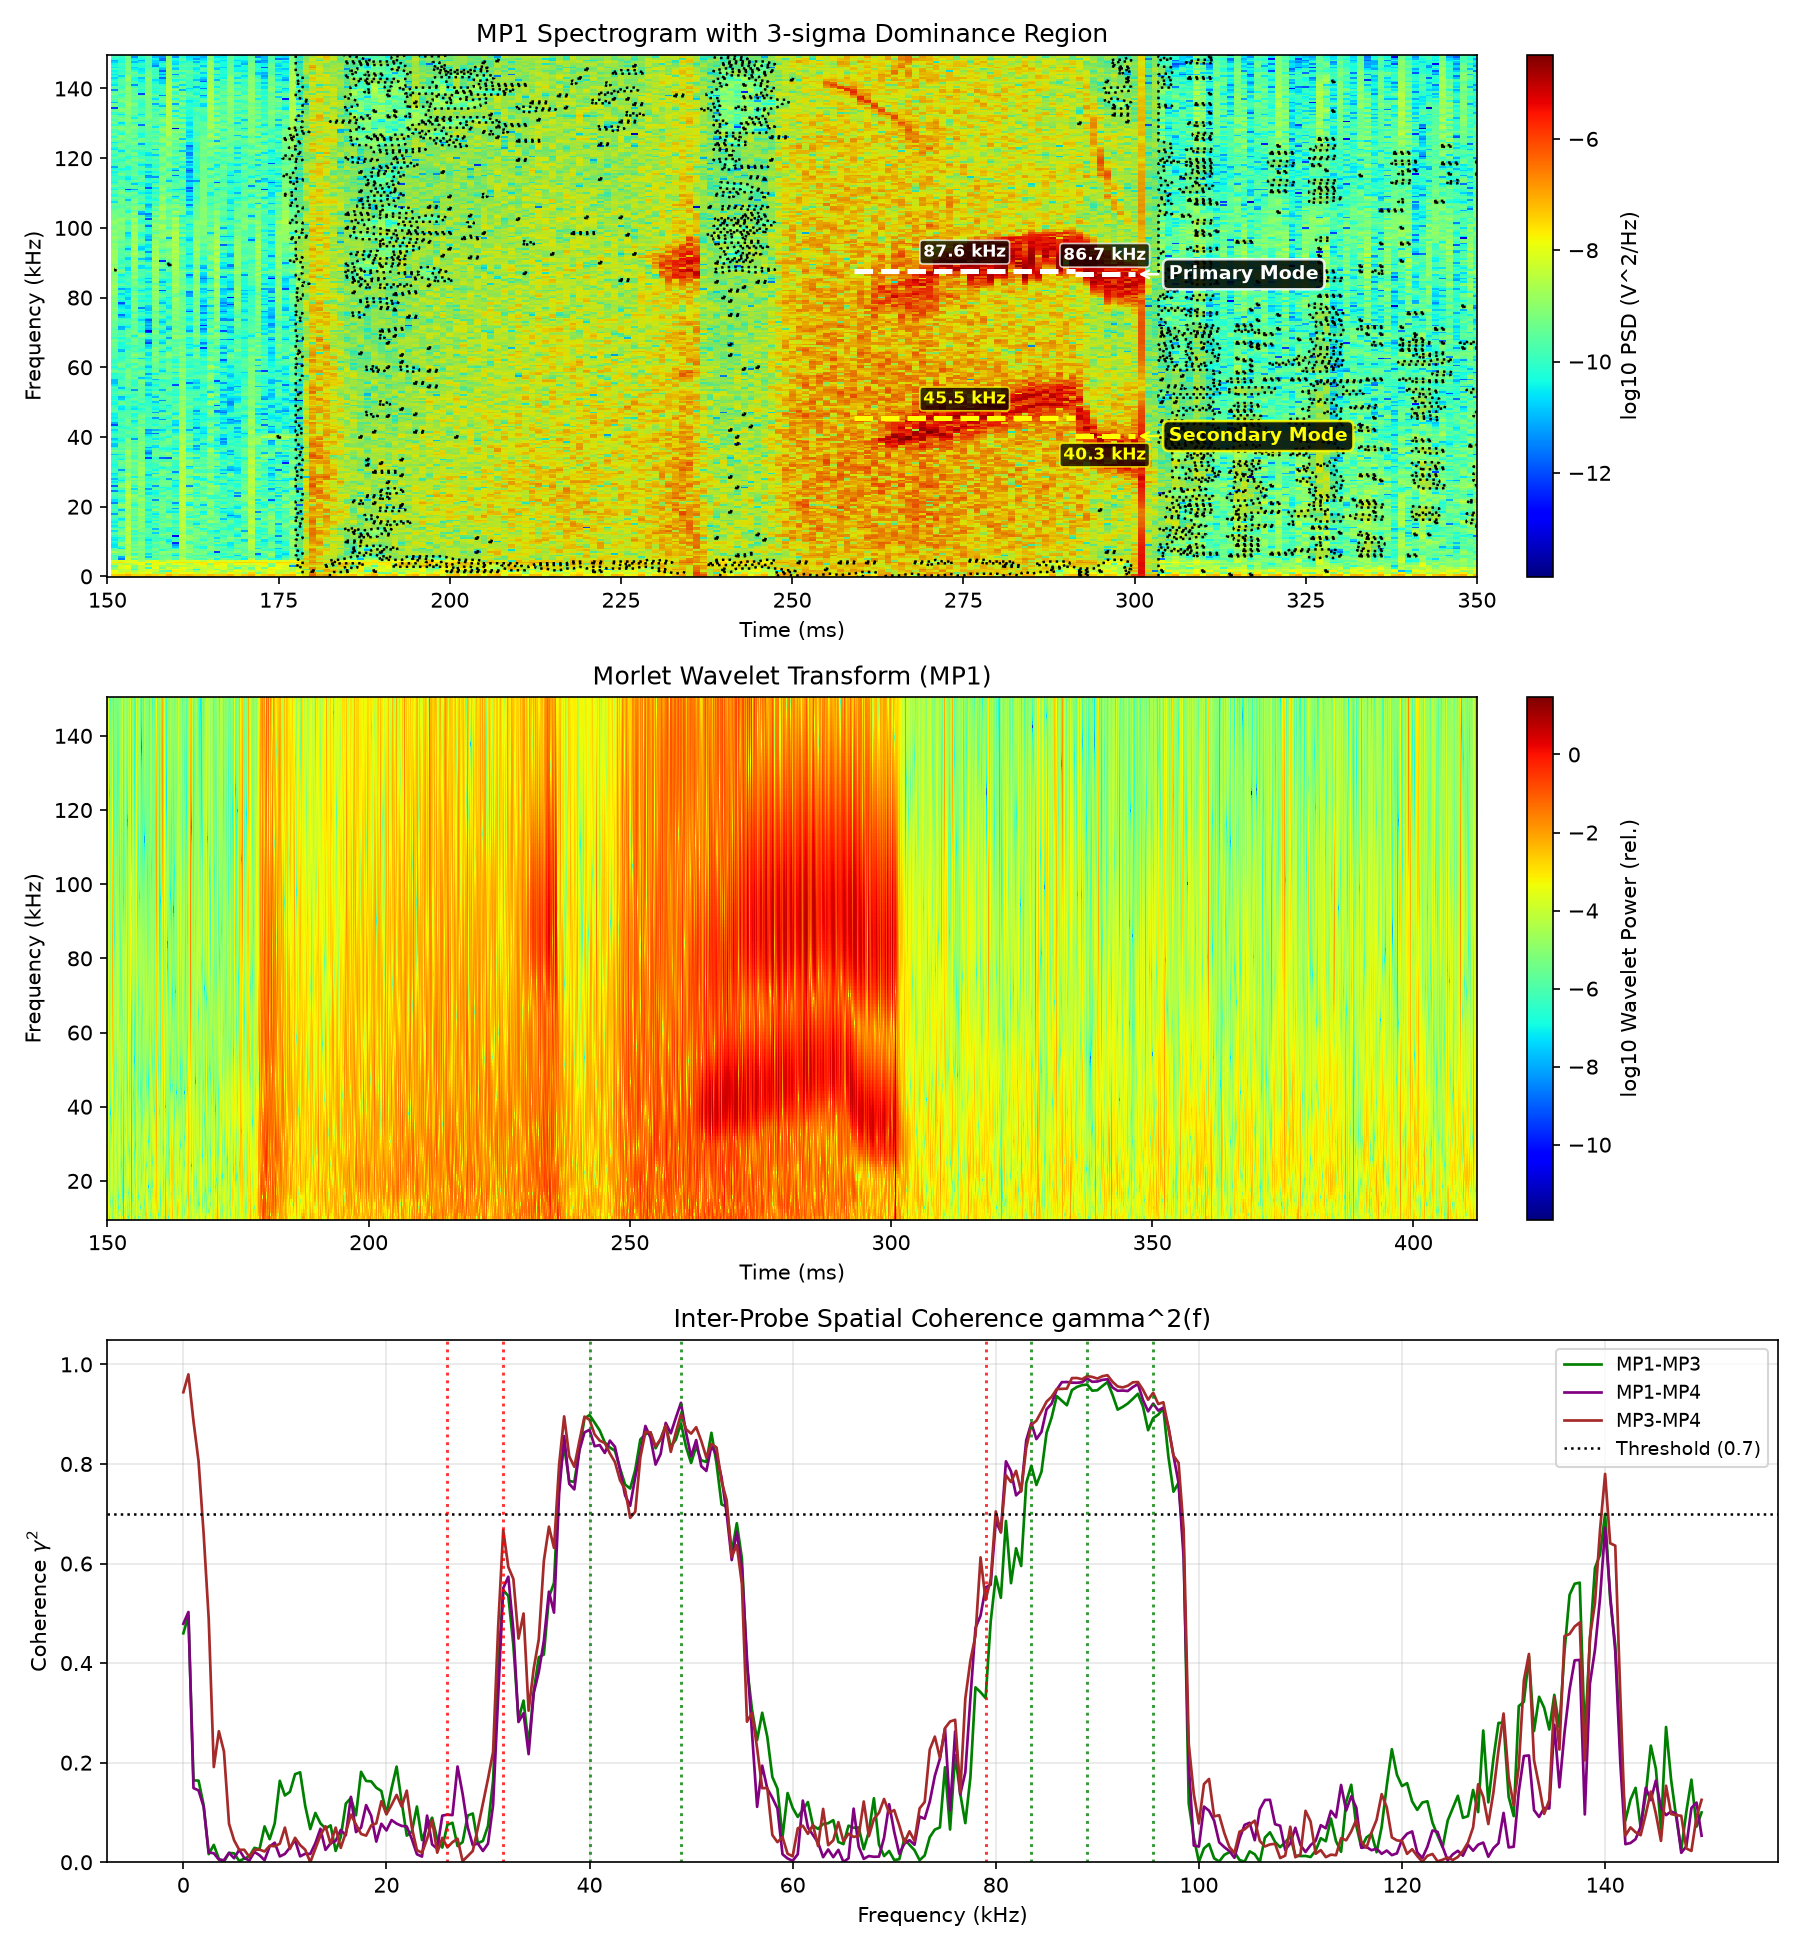 MP1 Spectrogram with 3-sigma Dominance Region
Frequency (kHz)
140
120
100
80
60
40
20
0
87.6 kHz
86.7 kHz
Primary Mode
45.5 kHz
Secondary Mode
40.3 kHz
150 175 200 225 250 275 300 325 350
Time (ms)
−6
−8
−10
−12
log10 PSD (V^2/Hz)
Morlet Wavelet Transform (MP1)
Frequency (kHz)
140
120
100
80
60
40
20
150 200 250 300 350 400
Time (ms)
0
−2
−4
−6
−8
−10
log10 Wavelet Power (rel.)
Inter-Probe Spatial Coherence gamma^2(f)
Coherence γ²
1.0
0.8
0.6
0.4
0.2
0.0
MP1-MP3
MP1-MP4
MP3-MP4
Threshold (0.7)
0 20 40 60 80 100 120 140
Frequency (kHz)